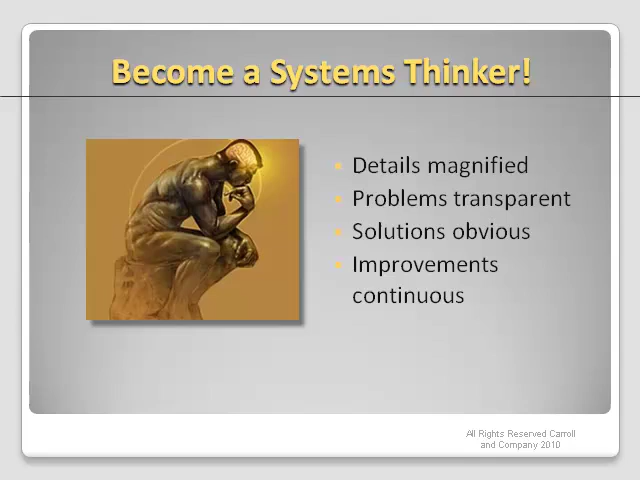 Become a Systems Thinker!
Details magnified
Problems transparent
Solutions obvious
Improvements
continuous
All Rights Reserved Carroll
and Company 2010